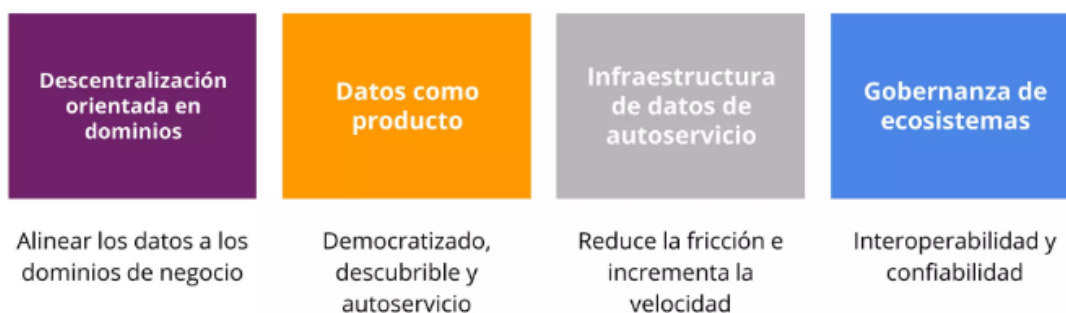 Descentralización
orientada en
dominios
Datos como
producto
Infraestructura
de datos de
autoservicio
Gobernanza de
ecosistemas
Alinear los datos a los
dominios de negocio
Democratizado,
descubrible y
autoservicio
Reduce la fricción e
incrementa la
velocidad
Interoperabilidad y
confiabilidad